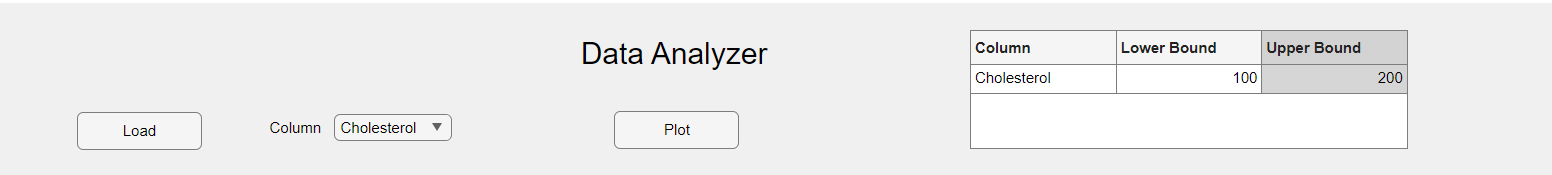 Data Analyzer
Load
Column Cholesterol
Plot
Column Lower Bound Upper Bound
Cholesterol 100 200